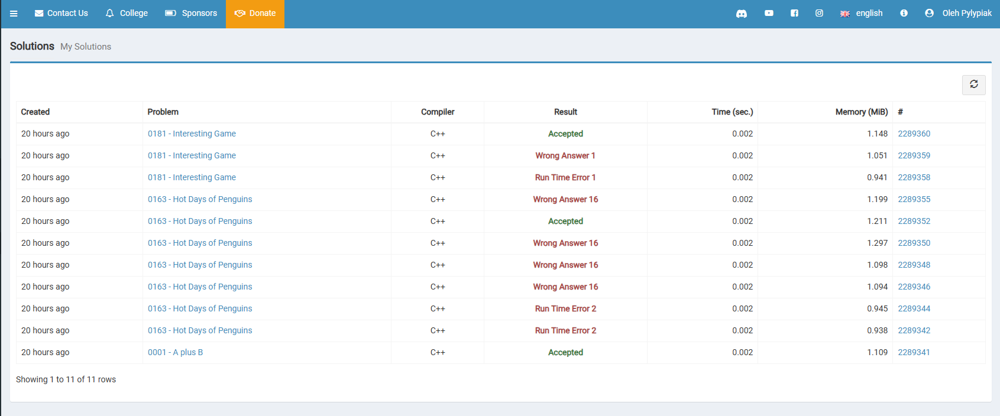 Contact Us College Sponsors Donate english Oleh Pylypiak
Solutions My Solutions
Created Problem Compiler Result Time (sec.) Memory (MiB) #
20 hours ago 0181 - Interesting Game C++ Accepted 0.002 1.148 2289360
20 hours ago 0181 - Interesting Game C++ Wrong Answer 1 0.002 1.051 2289359
20 hours ago 0181 - Interesting Game C++ Run Time Error 1 0.002 0.941 2289358
20 hours ago 0163 - Hot Days of Penguins C++ Wrong Answer 16 0.002 1.199 2289355
20 hours ago 0163 - Hot Days of Penguins C++ Accepted 0.002 1.211 2289352
20 hours ago 0163 - Hot Days of Penguins C++ Wrong Answer 16 0.002 1.297 2289350
20 hours ago 0163 - Hot Days of Penguins C++ Wrong Answer 16 0.002 1.098 2289348
20 hours ago 0163 - Hot Days of Penguins C++ Wrong Answer 16 0.002 1.094 2289346
20 hours ago 0163 - Hot Days of Penguins C++ Run Time Error 2 0.002 0.945 2289344
20 hours ago 0163 - Hot Days of Penguins C++ Run Time Error 2 0.002 0.938 2289342
20 hours ago 0001 - A plus B C++ Accepted 0.002 1.109 2289341
Showing 1 to 11 of 11 rows